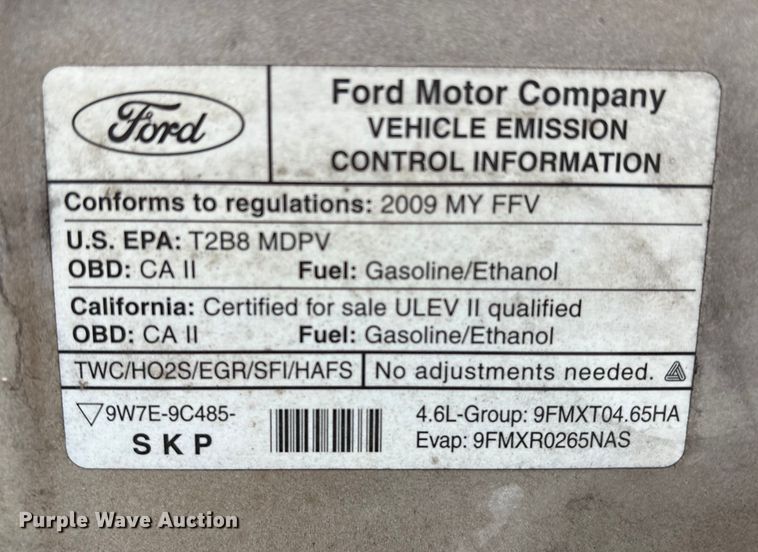 Ford
Ford Motor Company
VEHICLE EMISSION
CONTROL INFORMATION
Conforms to regulations: 2009 MY FFV
U.S. EPA: T2B8 MDPV
OBD: CA II Fuel: Gasoline/Ethanol
California: Certified for sale ULEV II qualified
OBD: CA II Fuel: Gasoline/Ethanol
TWC/HO2S/EGR/SFI/HAFS No adjustments needed.
9W7E-9C485- 4.6L-Group: 9FMXT04.65HA
S K P Evap: 9FMXR0265NAS
Purple Wave Auction